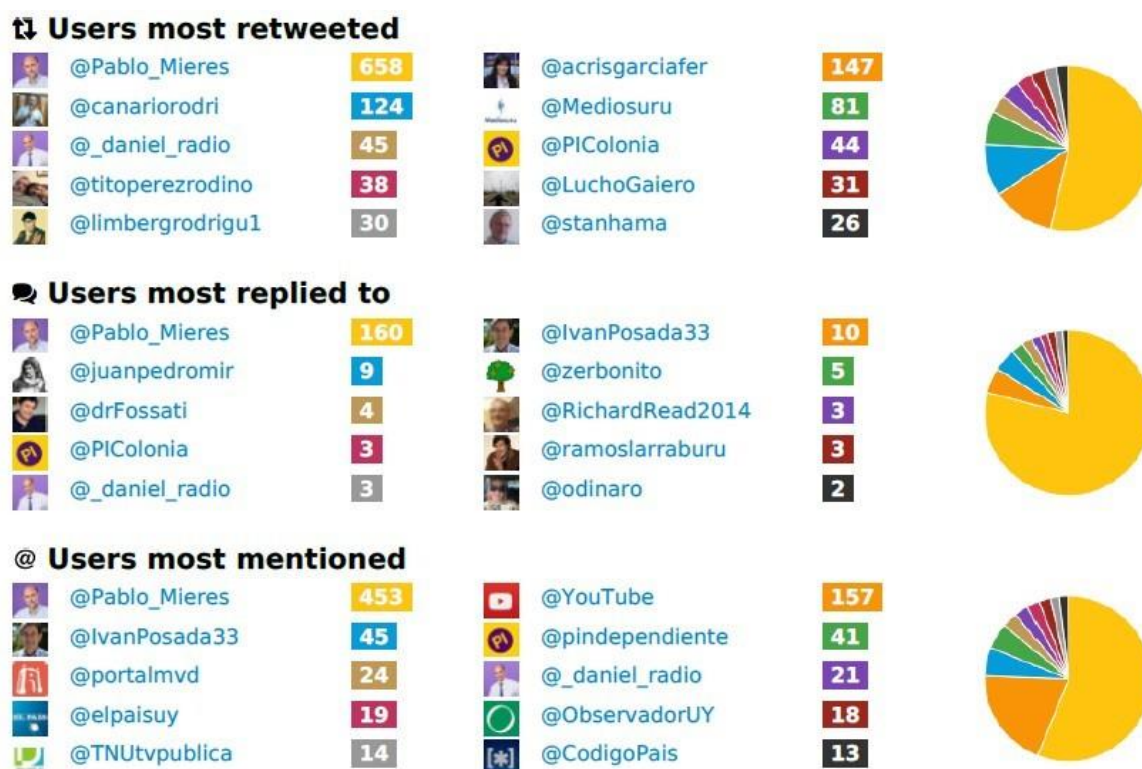 Users most retweeted
@Pablo_Mieres 658 @acrisgarciafer 147
@canariorodri 124 @Mediosuru 81
@_daniel_radio 45 @PIColonia 44
@titoperezrodino 38 @LuchoGaiero 31
@limbergrodrigu1 30 @stanhama 26
Users most replied to
@Pablo_Mieres 160 @IvanPosada33 10
@juanpedromir 9 @zerbonito 5
@drFossati 4 @RichardRead2014 3
@PIColonia 3 @ramoslarraburu 3
@_daniel_radio 3 @odinaro 2
@ Users most mentioned
@Pablo_Mieres 453 @YouTube 157
@IvanPosada33 45 @pindependiente 41
@portalmvd 24 @_daniel_radio 21
@elpaisuy 19 @ObservadorUY 18
@TNUtvpublica 14 @CodigoPais 13